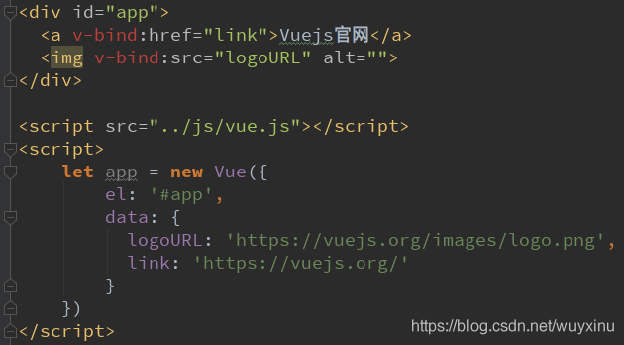 <div id="app">
  <a v-bind:href="link">Vuejs官网</a>
  <img v-bind:src="logoURL" alt="">
</div>

<script src="../js/vue.js"></script>
<script>
    let app = new Vue({
        el: '#app',
        data: {
          logoURL: 'https://vuejs.org/images/logo.png',
          link: 'https://vuejs.org/'
        }
    })
</script>
https://blog.csdn.net/wuyxinu